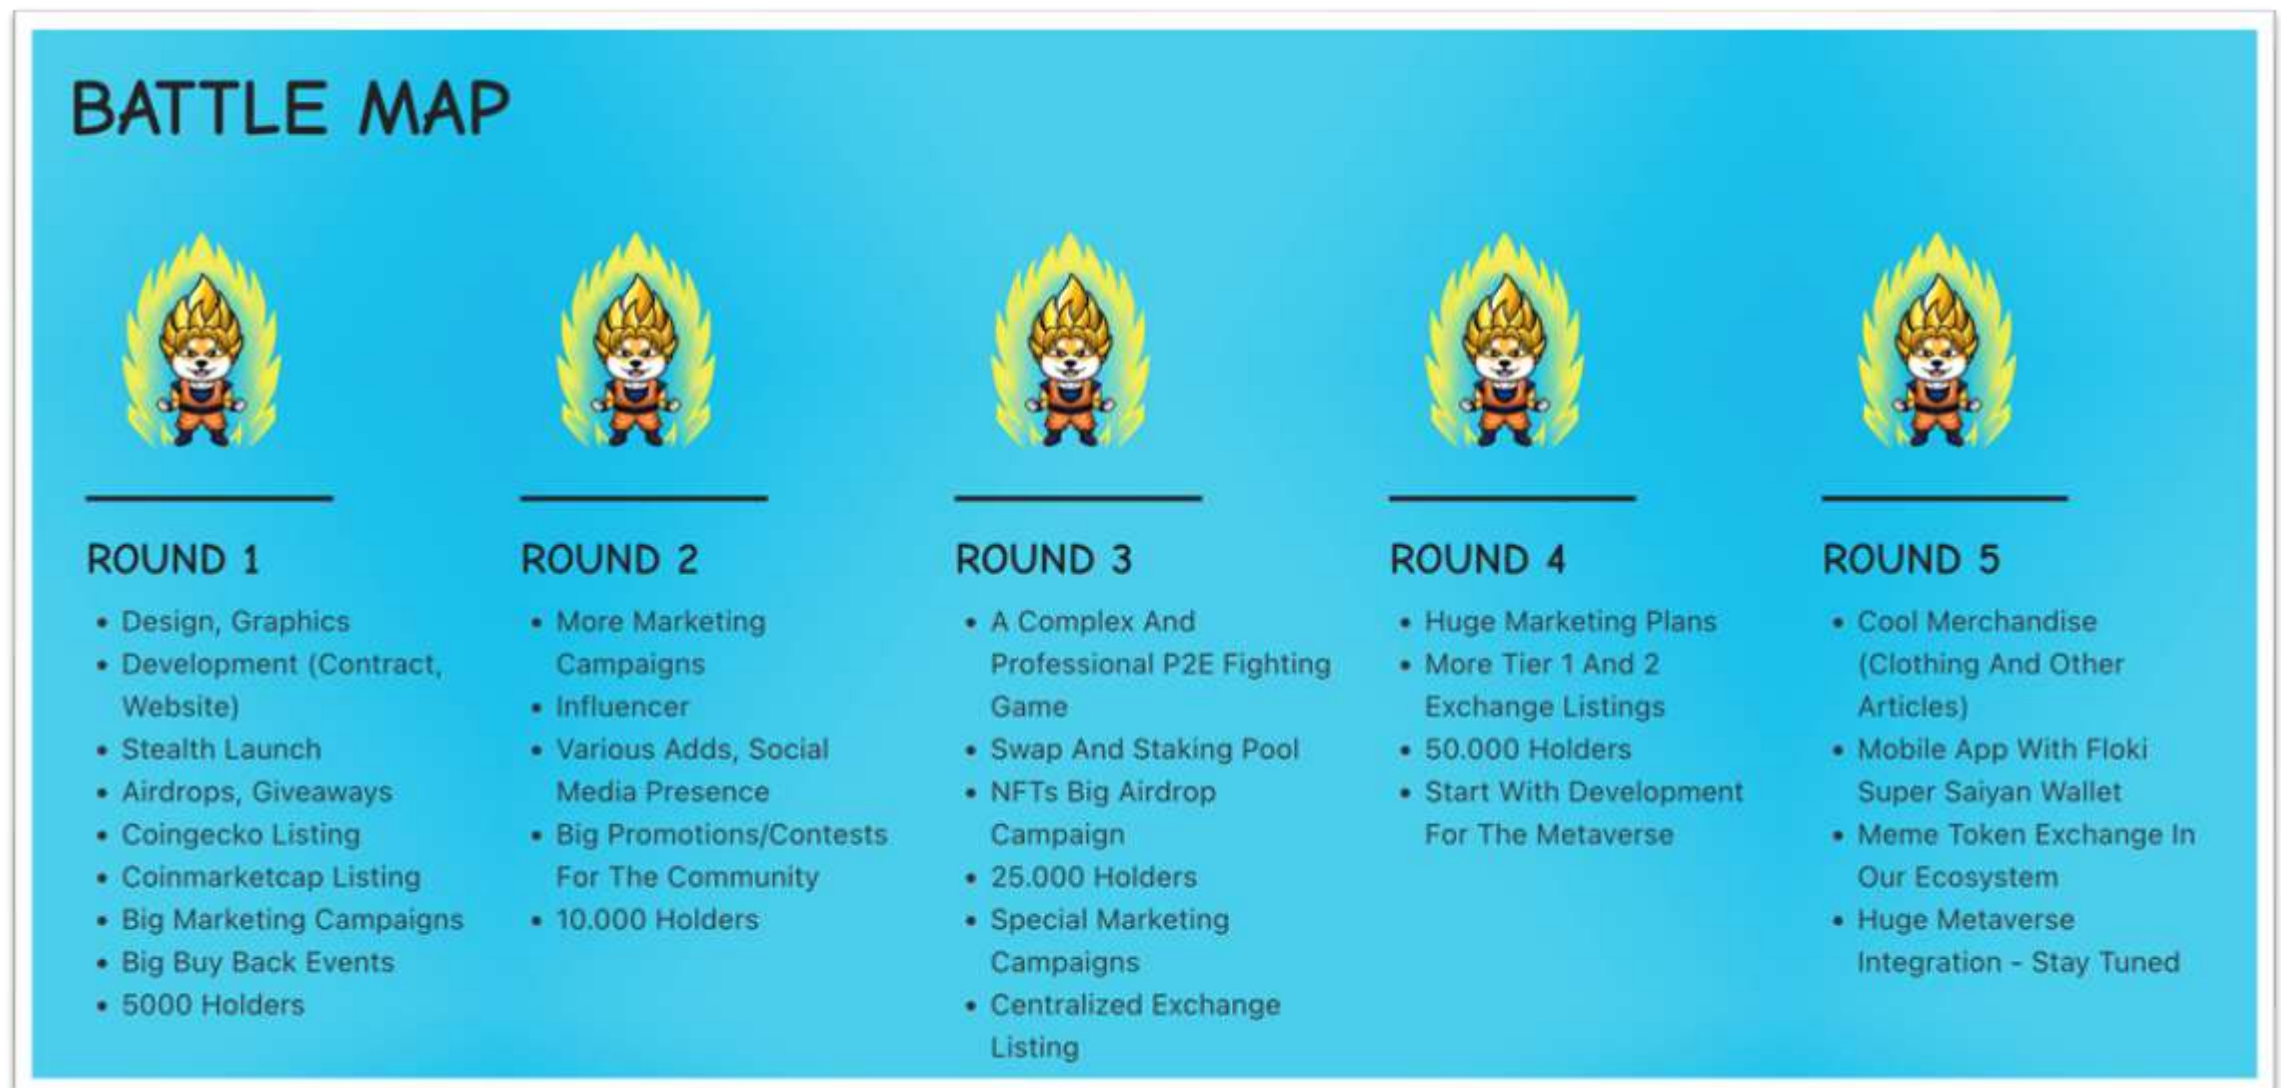 BATTLE MAP
ROUND 1
• Design, Graphics
• Development (Contract,
Website)
• Stealth Launch
• Airdrops, Giveaways
• Coingecko Listing
• Coinmarketcap Listing
• Big Marketing Campaigns
• Big Buy Back Events
• 5000 Holders
ROUND 2
• More Marketing
Campaigns
• Influencer
• Various Adds, Social
Media Presence
• Big Promotions/Contests
For The Community
• 10.000 Holders
ROUND 3
• A Complex And
Professional P2E Fighting
Game
• Swap And Staking Pool
• NFTs Big Airdrop
Campaign
• 25.000 Holders
• Special Marketing
Campaigns
• Centralized Exchange
Listing
ROUND 4
• Huge Marketing Plans
• More Tier 1 And 2
Exchange Listings
• 50.000 Holders
• Start With Development
For The Metaverse
ROUND 5
• Cool Merchandise
(Clothing And Other
Articles)
• Mobile App With Floki
Super Saiyan Wallet
• Meme Token Exchange In
Our Ecosystem
• Huge Metaverse
Integration - Stay Tuned